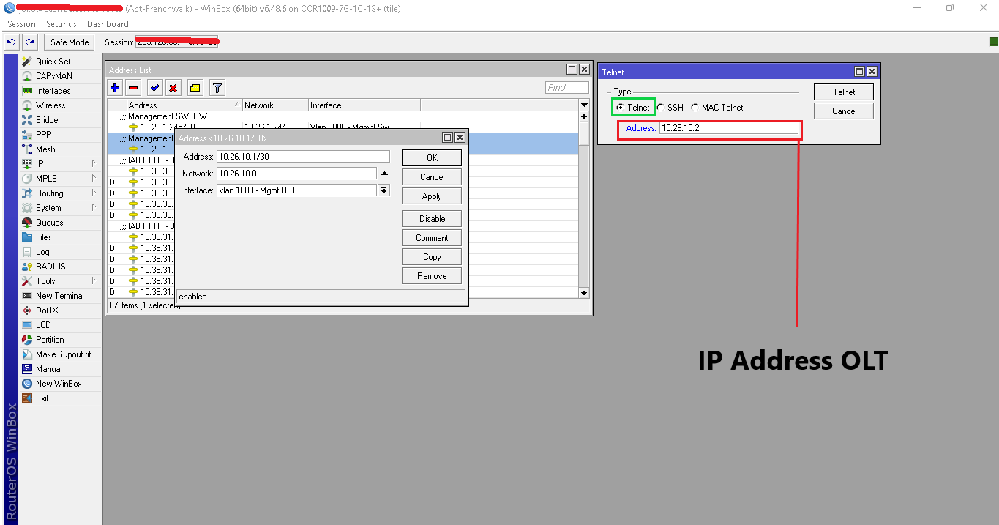 (Apt-Frenchwalk) - WinBox (64bit) v6.48.6 on CCR1009-7G-1C-1S+ (tile)
Session Settings Dashboard
Safe Mode Session:
Quick Set
CAPsMAN
Interfaces
Wireless
Bridge
PPP
Mesh
IP
MPLS
Routing
System
Queues
Files
Log
RADIUS
Tools
New Terminal
Dot1X
LCD
Partition
Make Supout.rif
Manual
New WinBox
Exit
RouterOS WinBox
Address List
Find
Address Network Interface
;;; Management SW. HW
10.26.1.245/30 10.26.1.244 Vlan 3000 - Mgmt Sw
;;; Management
10.26.10.
;;; IAB FTTH - 3
10.38.30.
D 10.38.30.
D 10.38.30.
D 10.38.30.
D 10.38.30.
;;; IAB FTTH - 3
10.38.31.
D 10.38.31.
D 10.38.31.
D 10.38.31.
D 10.38.31.
D 10.38.31.
87 items (1 selected)
Address <10.26.10.1/30>
Address: 10.26.10.1/30
Network: 10.26.10.0
Interface: vlan 1000 - Mgmt OLT
OK
Cancel
Apply
Disable
Comment
Copy
Remove
enabled
Telnet
Type
Telnet SSH MAC Telnet
Address: 10.26.10.2
Telnet
Cancel
IP Address OLT